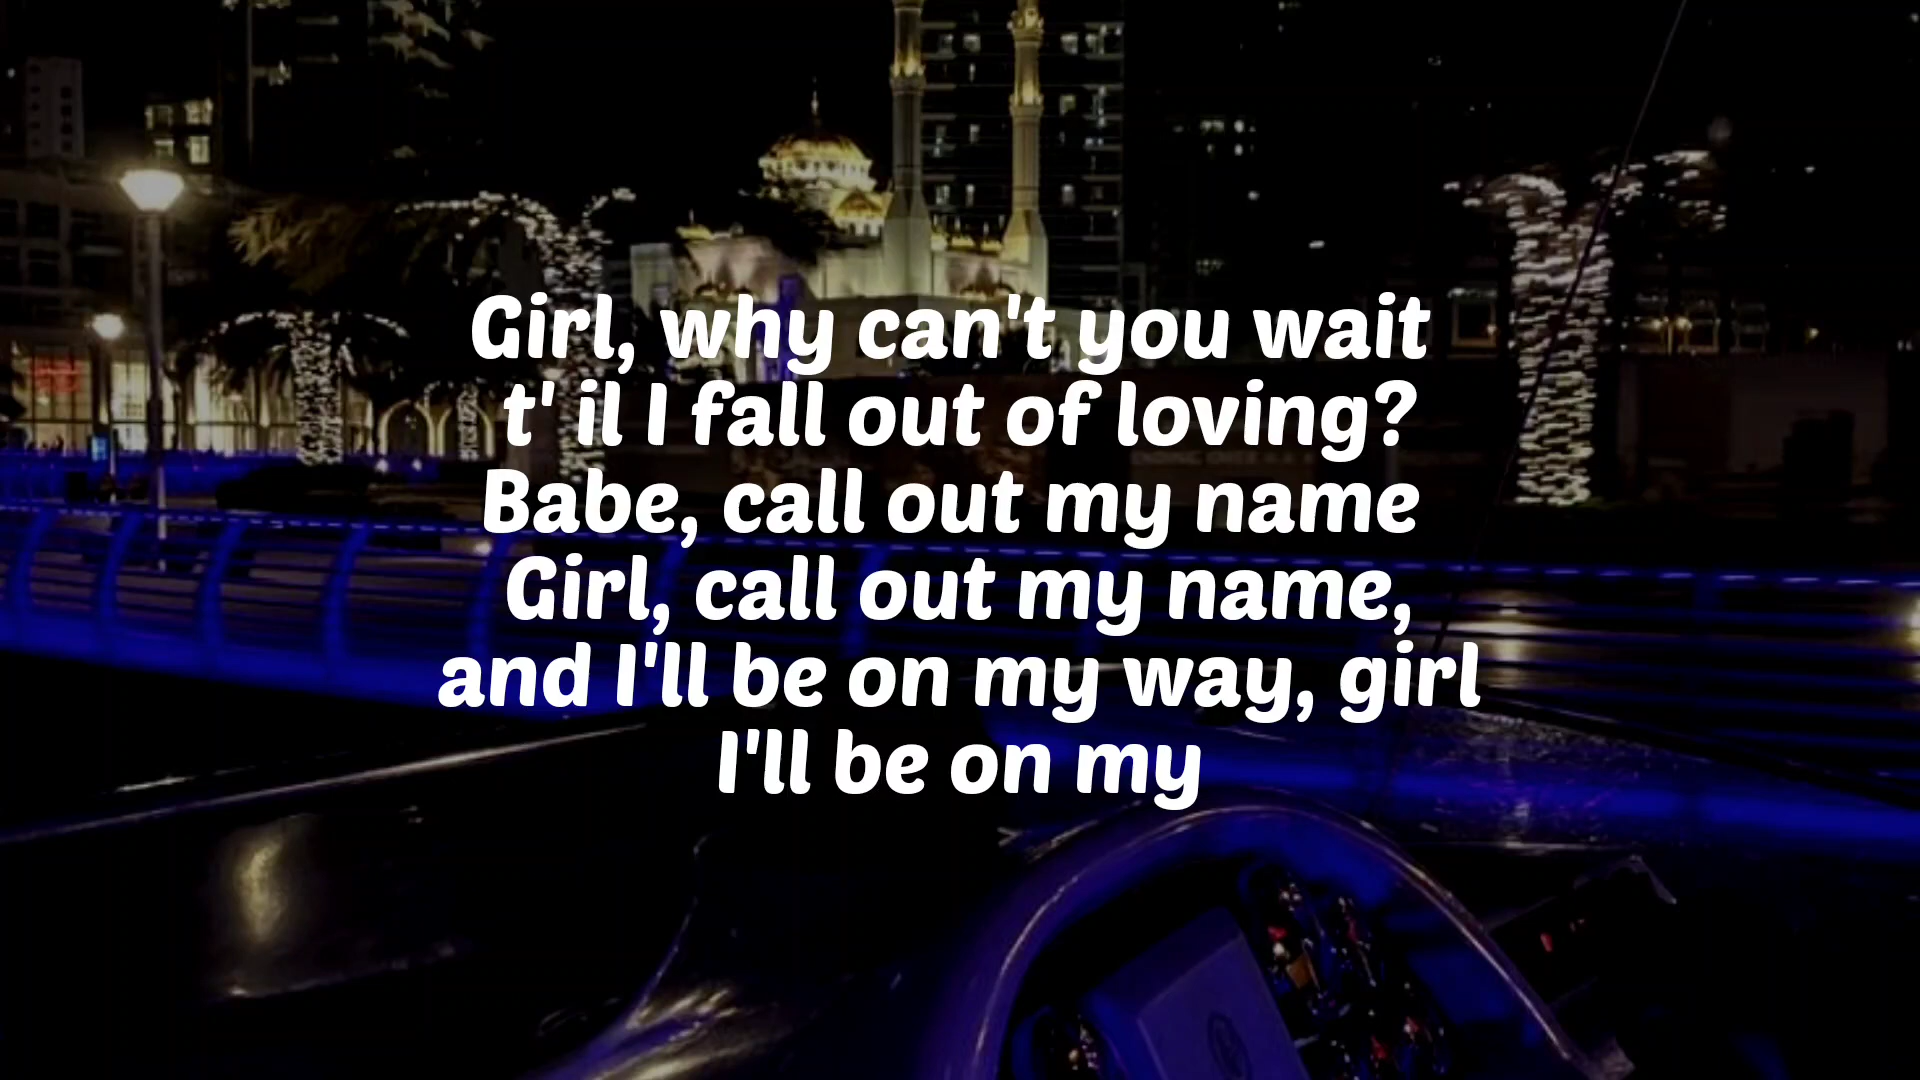 Girl, why can't you wait
t' il I fall out of loving?
Babe, call out my name
Girl, call out my name,
and I'll be on my way, girl
I'll be on my